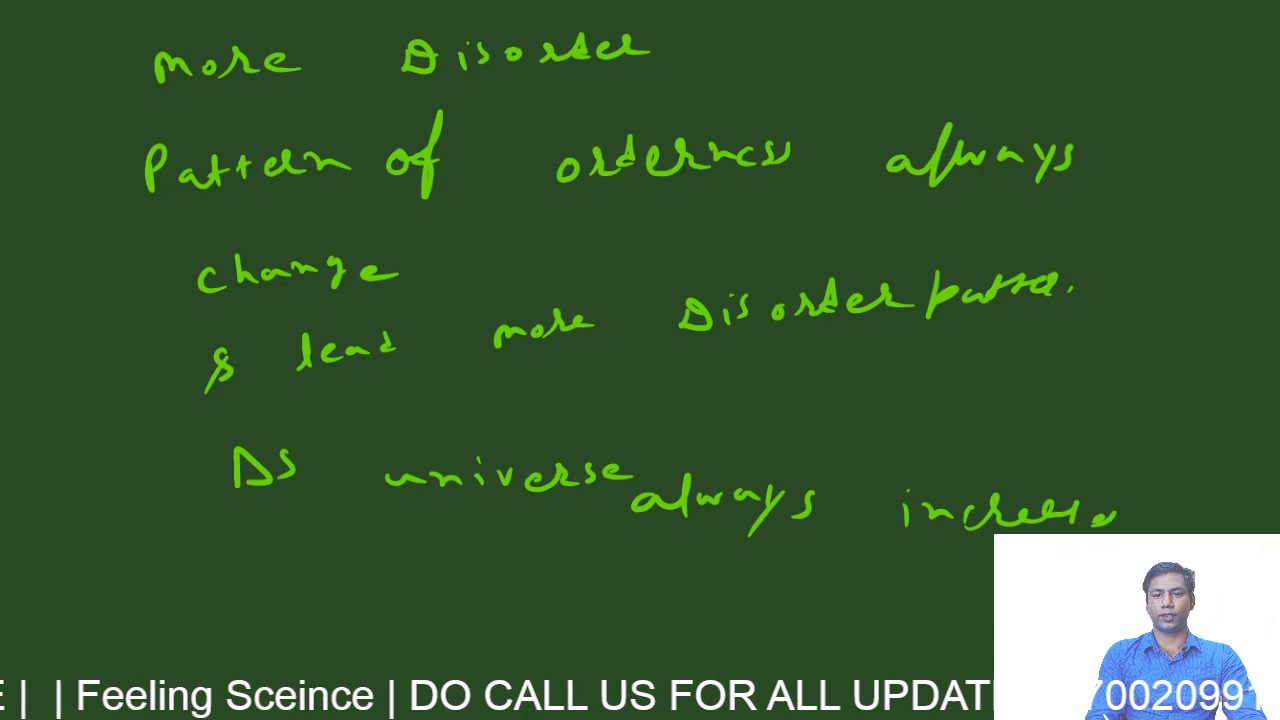 more Disorder
Pattern of orderness always
change
& lead more Disorder
ΔS universe always increase
E | | Feeling Sceince | DO CALL US FOR ALL UPDAT 7002099